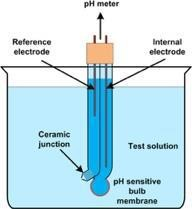 pH meter
Reference
electrode
Internal
electrode
Ceramic
junction
Test solution
pH sensitive
bulb
membrane